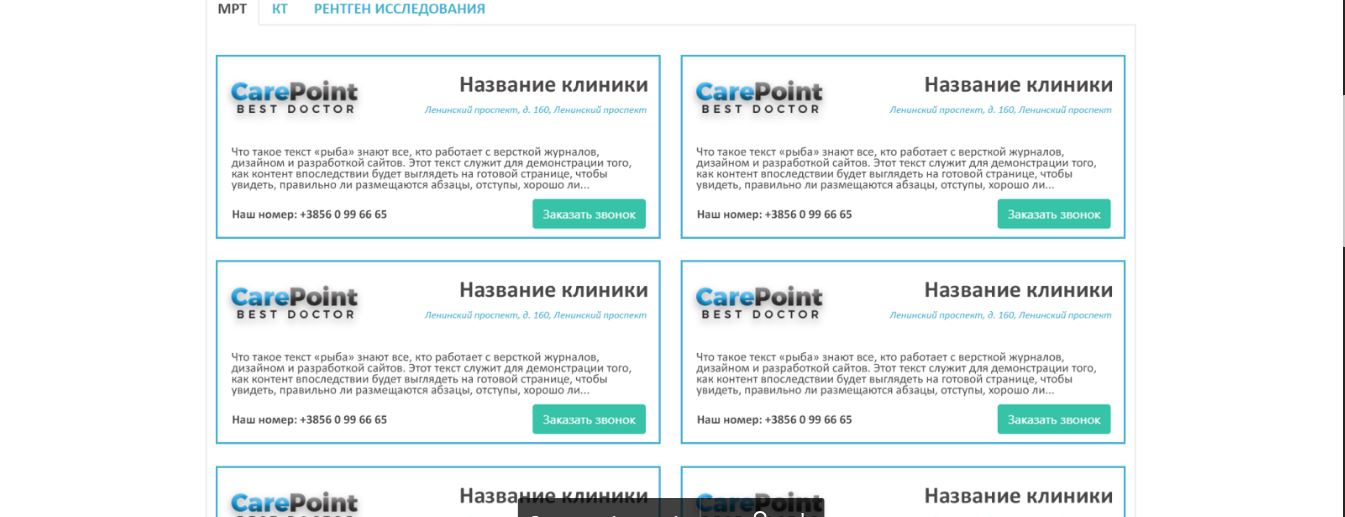 МРТ КТ РЕНТГЕН ИССЛЕДОВАНИЯ
CarePoint
BEST DOCTOR
Название клиники
Ленинский проспект, д. 160, Ленинский проспект
Что такое текст «рыба» знают все, кто работает с версткой журналов,
дизайном и разработкой сайтов. Этот текст служит для демонстрации того,
как контент впоследствии будет выглядеть на готовой странице, чтобы
увидеть, правильно ли размещаются абзацы, отступы, хорошо ли...
Наш номер: +3856 0 99 66 65
Заказать звонок
CarePoint
BEST DOCTOR
Название клиники
Ленинский проспект, д. 160, Ленинский проспект
Что такое текст «рыба» знают все, кто работает с версткой журналов,
дизайном и разработкой сайтов. Этот текст служит для демонстрации того,
как контент впоследствии будет выглядеть на готовой странице, чтобы
увидеть, правильно ли размещаются абзацы, отступы, хорошо ли...
Наш номер: +3856 0 99 66 65
Заказать звонок
CarePoint
BEST DOCTOR
Название клиники
Ленинский проспект, д. 160, Ленинский проспект
Что такое текст «рыба» знают все, кто работает с версткой журналов,
дизайном и разработкой сайтов. Этот текст служит для демонстрации того,
как контент впоследствии будет выглядеть на готовой странице, чтобы
увидеть, правильно ли размещаются абзацы, отступы, хорошо ли...
Наш номер: +3856 0 99 66 65
Заказать звонок
CarePoint
BEST DOCTOR
Название клиники
Ленинский проспект, д. 160, Ленинский проспект
Что такое текст «рыба» знают все, кто работает с версткой журналов,
дизайном и разработкой сайтов. Этот текст служит для демонстрации того,
как контент впоследствии будет выглядеть на готовой странице, чтобы
увидеть, правильно ли размещаются абзацы, отступы, хорошо ли...
Наш номер: +3856 0 99 66 65
Заказать звонок
CarePoint
Название клиники
CarePoint
Название клиники